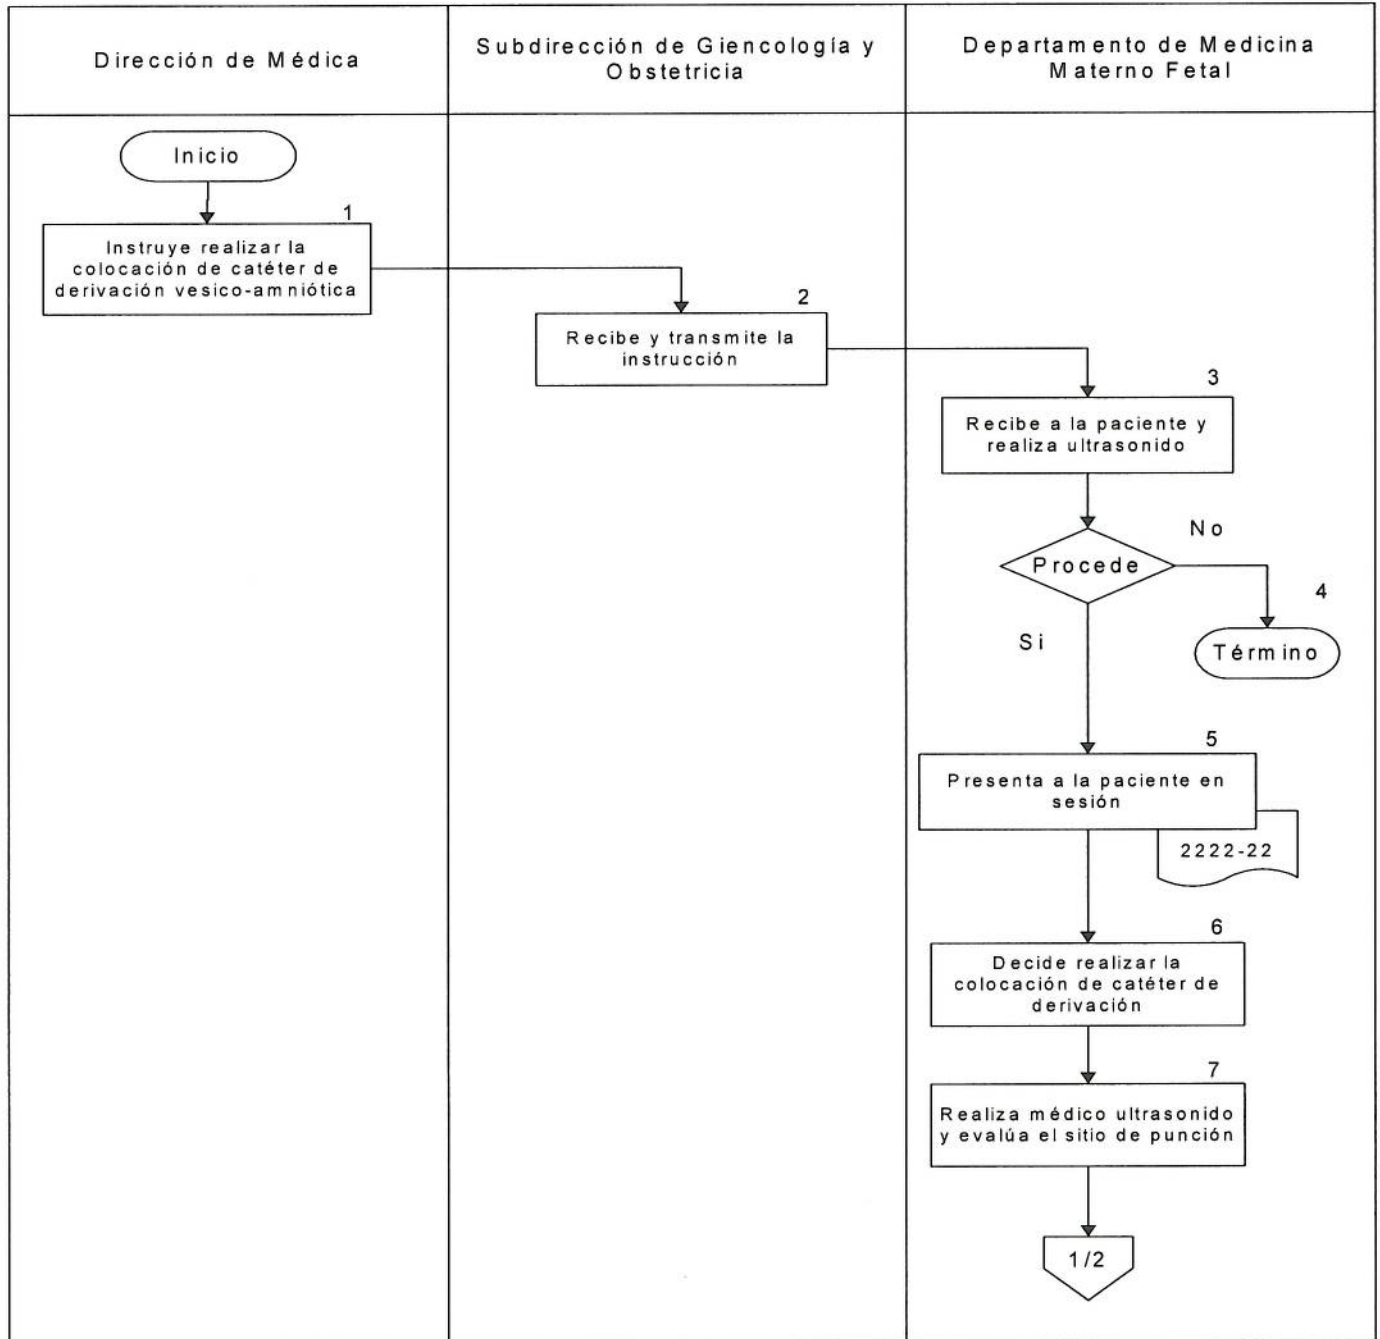 Dirección de Médica
Subdirección de Giencología y
Obstetricia
Departamento de Medicina
Materno Fetal
Inicio
1
Instruye realizar la
colocación de catéter de
derivación vesico-amniótica
2
Recibe y transmite la
instrucción
3
Recibe a la paciente y
realiza ultrasonido
Procede
No
4
Término
Si
5
Presenta a la paciente en
sesión
2222-22
6
Decide realizar la
colocación de catéter de
derivación
7
Realiza médico ultrasonido
y evalúa el sitio de punción
1/2